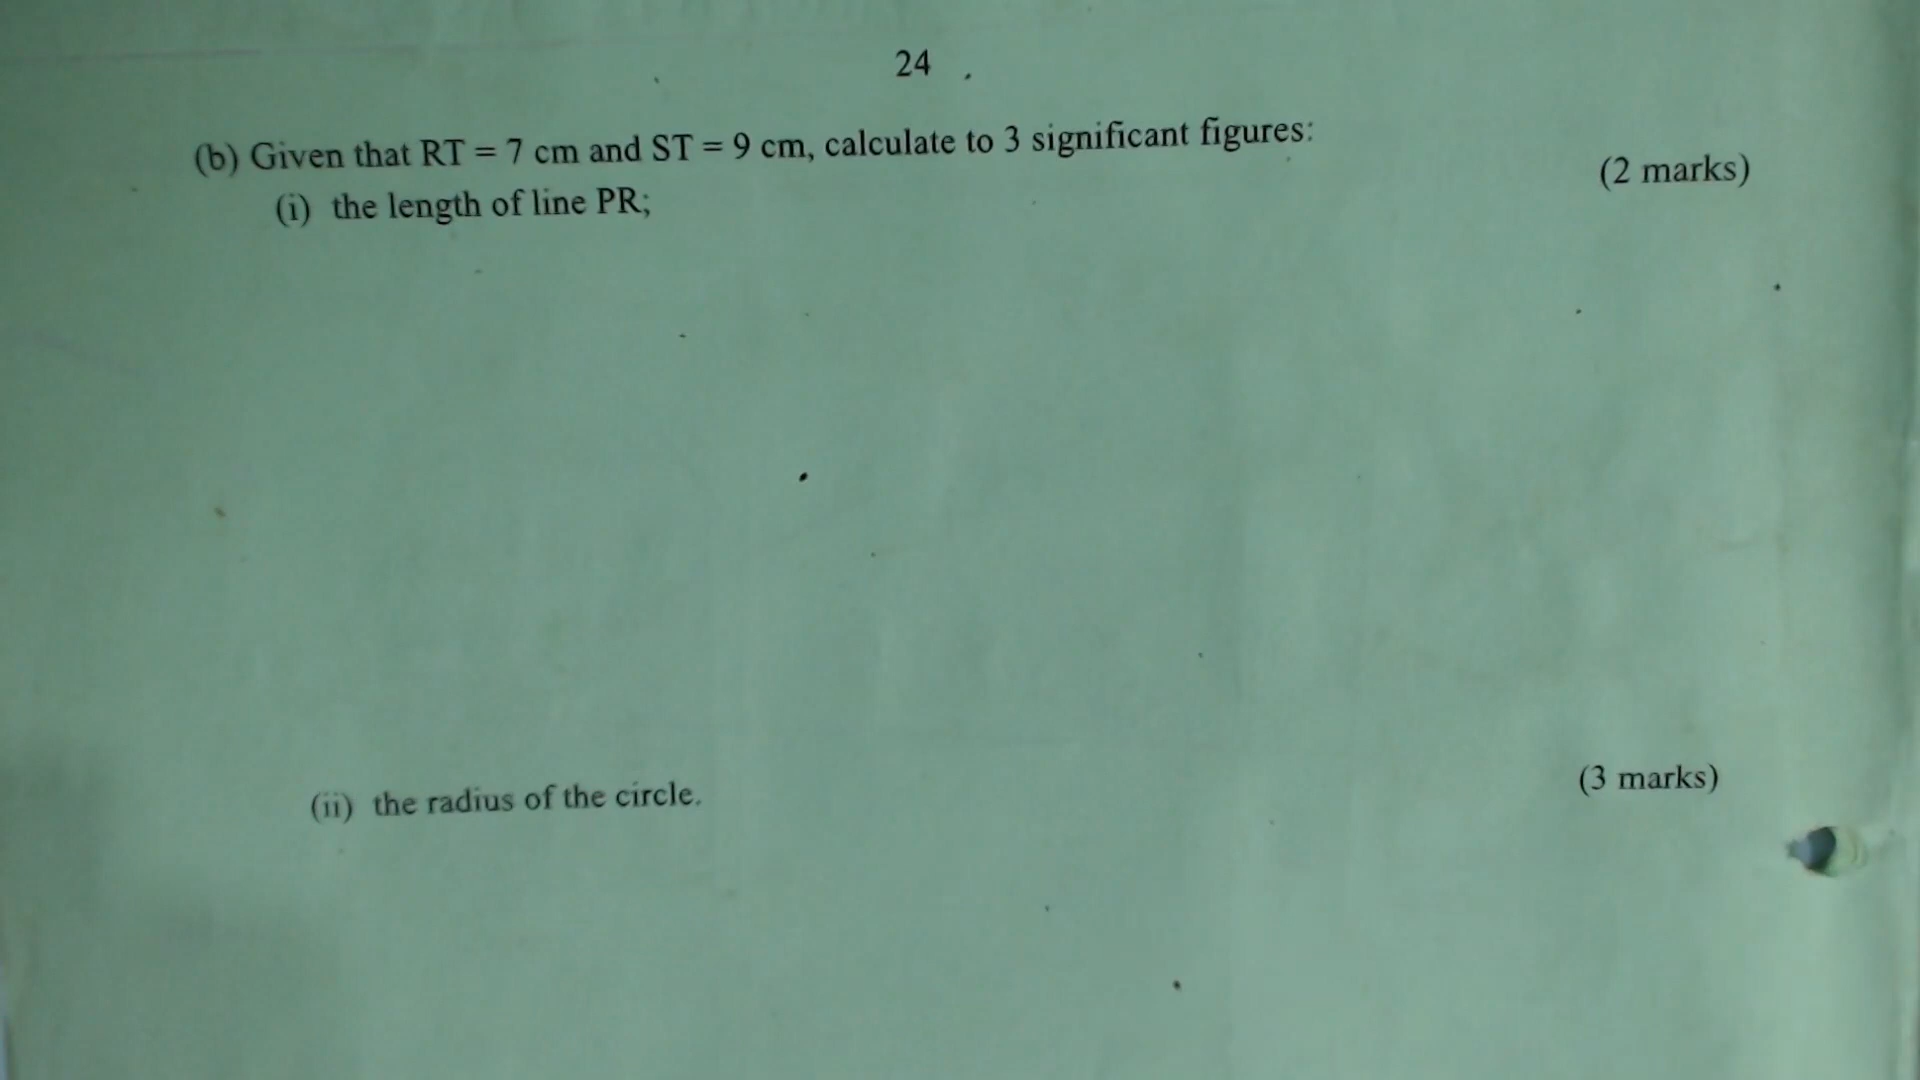 24
(b) Given that RT = 7 cm and ST = 9 cm, calculate to 3 significant figures:
(i) the length of line PR;
(2 marks)
(ii) the radius of the circle.
(3 marks)